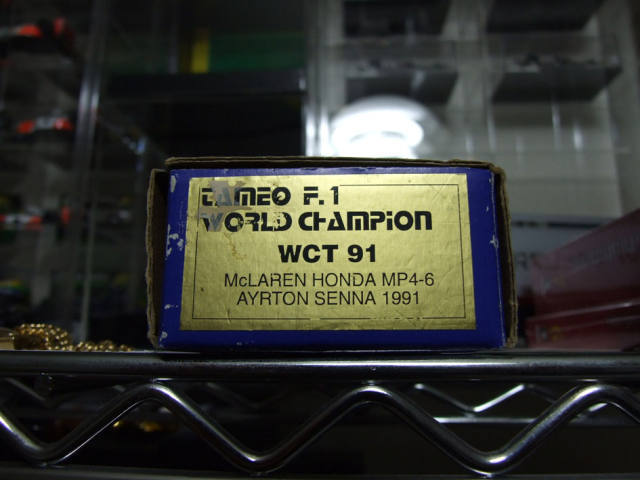 TAMEO F.1
WORLD CHAMPION
WCT 91
McLAREN HONDA MP4-6
AYRTON SENNA 1991